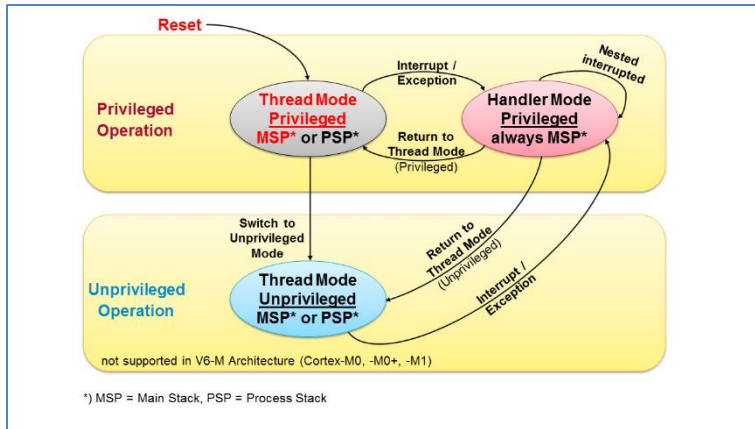 Reset
Privileged
Operation
Thread Mode
Privileged
MSP* or PSP*
Interrupt /
Exception
Return to
Thread Mode
(Privileged)
Handler Mode
Privileged
always MSP*
Nested
interrupted
Switch to
Unprivileged
Mode
Return to
Thread Mode
(Unprivileged)
Interrupt /
Exception
Unprivileged
Operation
Thread Mode
Unprivileged
MSP* or PSP*
not supported in V6-M Architecture (Cortex-M0, -M0+, -M1)
*) MSP = Main Stack, PSP = Process Stack